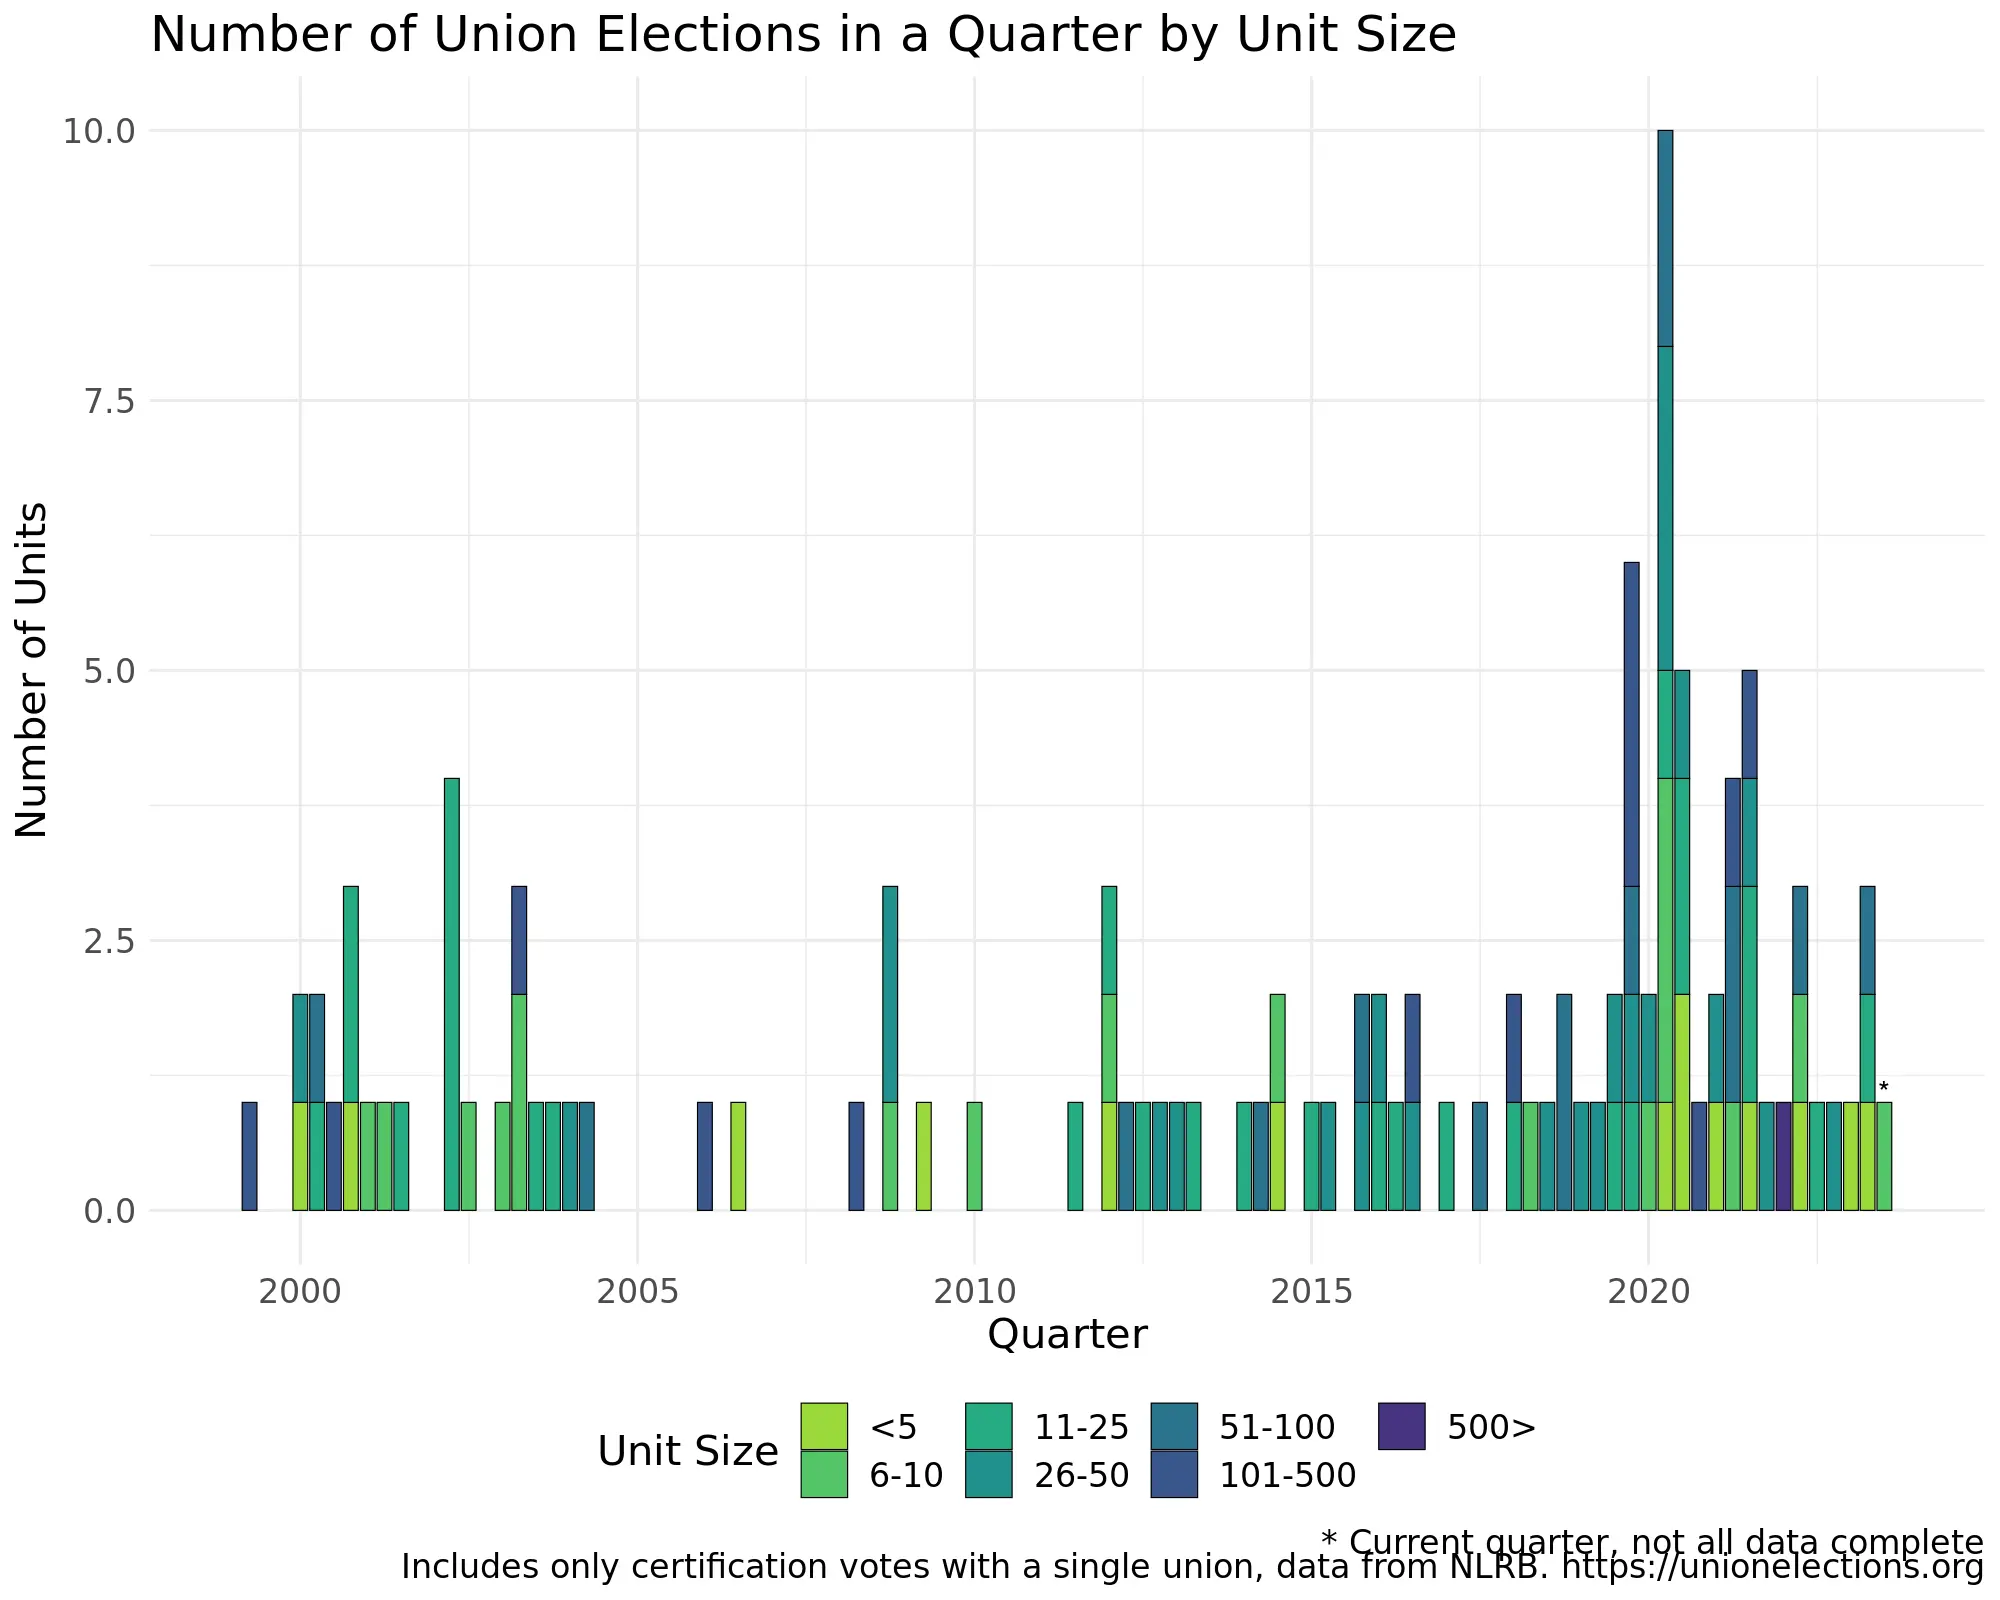 Number of Union Elections in a Quarter by Unit Size
10.0
7.5
5.0
2.5
0.0
Number of Units
*
2000 2005 2010 2015 2020
Quarter
Unit Size
<5 11-25 51-100 500>
6-10 26-50 101-500
* Current quarter, not all data complete
Includes only certification votes with a single union, data from NLRB. https://unionelections.org